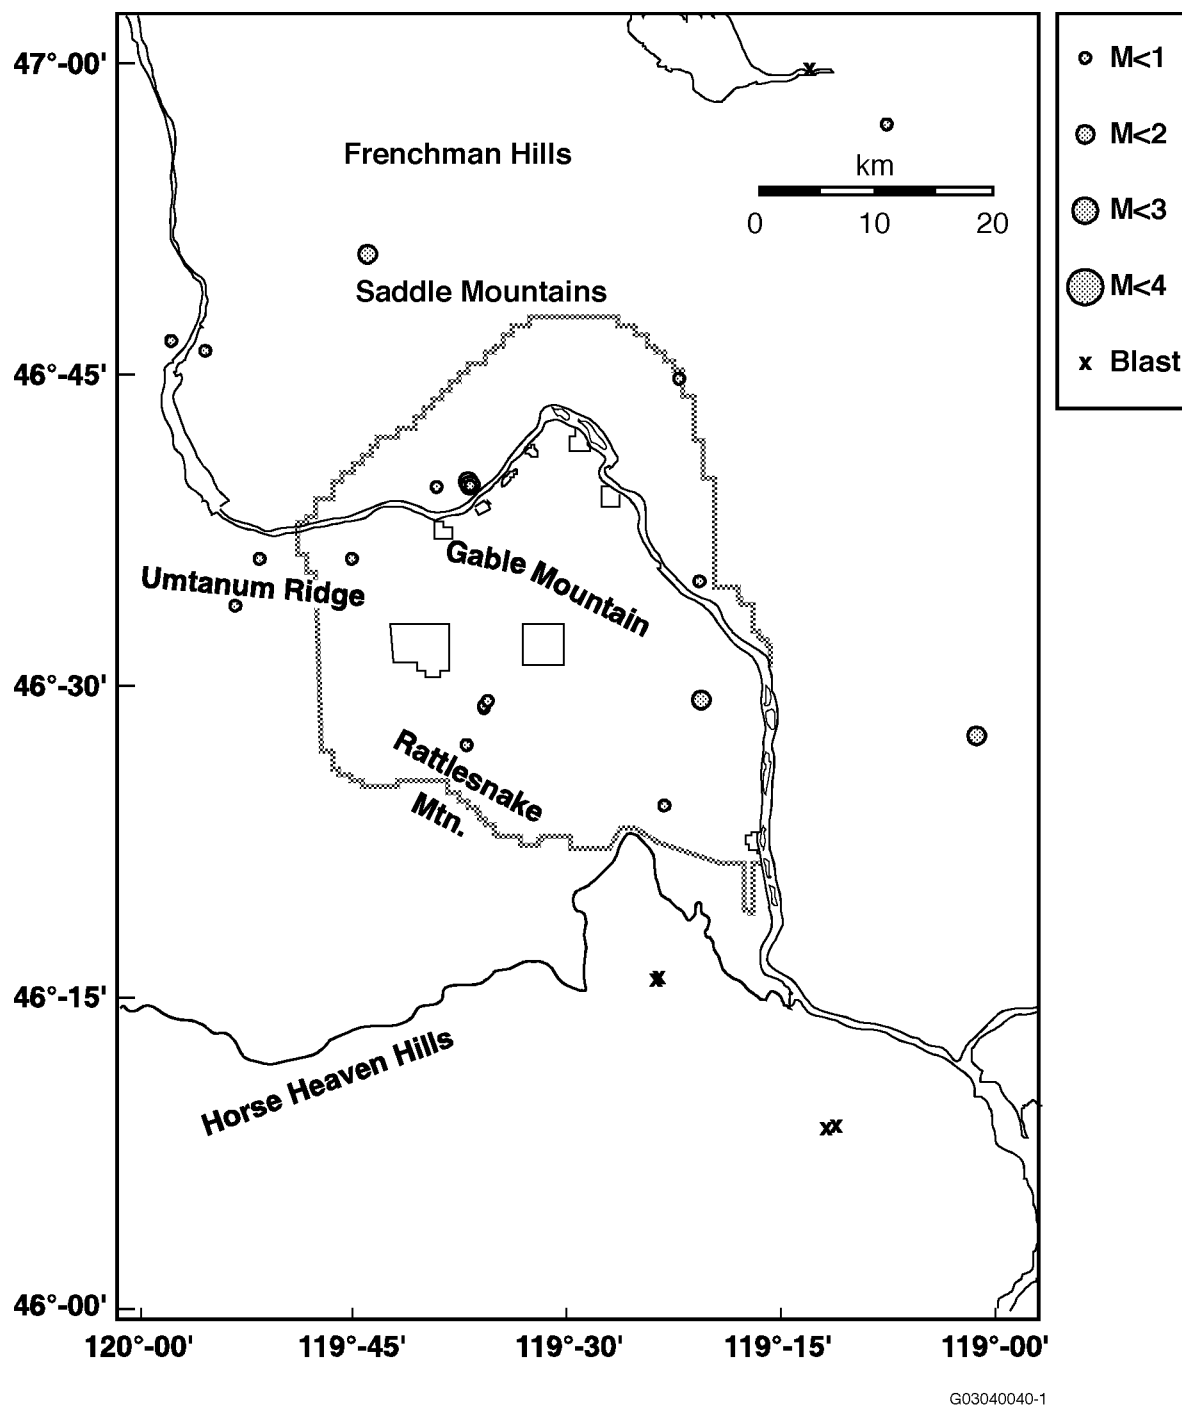 47°-00'
M<1
M<2
M<3
M<4
x Blast
Frenchman Hills
km
0 10 20
Saddle Mountains
46°-45'
Gable Mountain
Umtanum Ridge
46°-30'
Rattlesnake
Mtn.
46°-15'
Horse Heaven Hills
46°-00'
120°-00' 119°-45' 119°-30' 119°-15' 119°-00'
G03040040-1